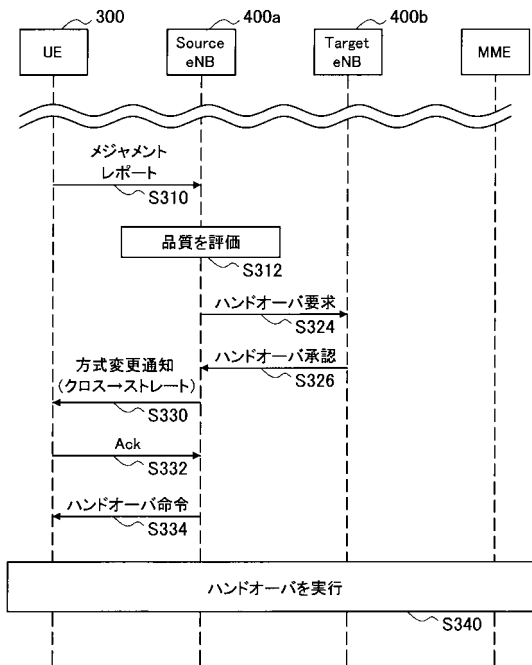 300
400a
400b
UE
Source
eNB
Target
eNB
MME
メジャメント
レポート
S310
品質を評価
S312
ハンドオーバ要求
S324
ハンドオーバ承認
S326
方式変更通知
(クロス→ストレート)
S330
Ack
S332
ハンドオーバ命令
S334
ハンドオーバを実行
S340